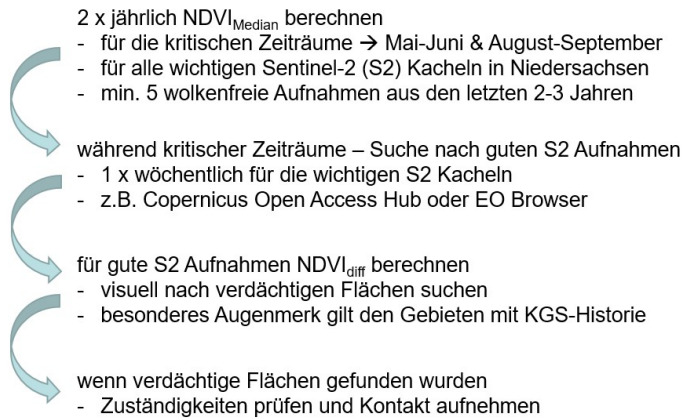 2 x jährlich NDVIMedian berechnen
- für die kritischen Zeiträume → Mai-Juni & August-September
- für alle wichtigen Sentinel-2 (S2) Kacheln in Niedersachsen
- min. 5 wolkenfreie Aufnahmen aus den letzten 2-3 Jahren
während kritischer Zeiträume – Suche nach guten S2 Aufnahmen
- 1 x wöchentlich für die wichtigen S2 Kacheln
- z.B. Copernicus Open Access Hub oder EO Browser
für gute S2 Aufnahmen NDVIdiff berechnen
- visuell nach verdächtigen Flächen suchen
- besonderes Augenmerk gilt den Gebieten mit KGS-Historie
wenn verdächtige Flächen gefunden wurden
- Zuständigkeiten prüfen und Kontakt aufnehmen